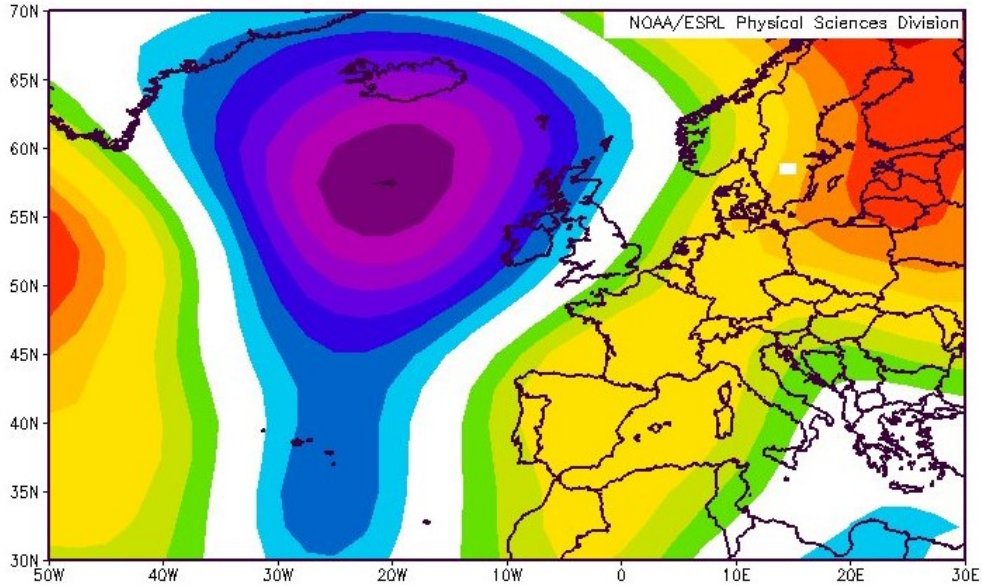 70N
NOAA/ESRL Physical Sciences Division
65N
60N
55N
50N
45N
40N
35N
30N
50W 40W 30W 20W 10W 0 10E 20E 30E